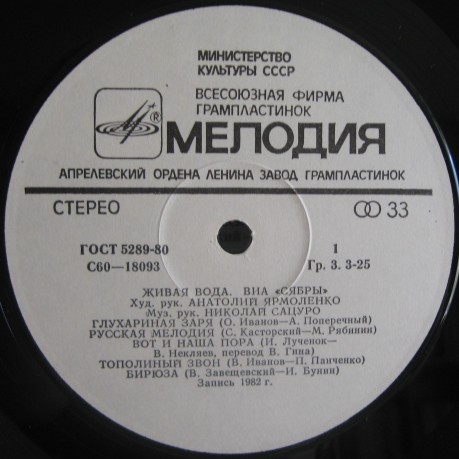 МИНИСТЕРСТВО
КУЛЬТУРЫ СССР
ВСЕСОЮЗНАЯ ФИРМА
ГРАМПЛАСТИНОК
®
МЕЛОДИЯ
АПРЕЛЕВСКИЙ ОРДЕНА ЛЕНИНА ЗАВОД ГРАМПЛАСТИНОК
СТЕРЕО 33
ГОСТ 5289-80 1
С60—18093 Гр. 3. 3-25
ЖИВАЯ ВОДА. ВИА «СЯБРЫ»
Худ. рук. АНАТОЛИЙ ЯРМОЛЕНКО
Муз. рук. НИКОЛАЙ САЦУРО
ГЛУХАРИНАЯ ЗАРЯ (О. Иванов—А. Поперечный)
РУССКАЯ МЕЛОДИЯ (С. Касторский—М. Рябинин)
ВОТ И НАША ПОРА (И. Лученок—
В. Некляев, перевод В. Гина)
ТОПОЛИНЫЙ ЗВОН (В. Иванов—П. Панченко)
БИРЮЗА (В. Завещевский—И. Бунин)
Запись 1982 г.